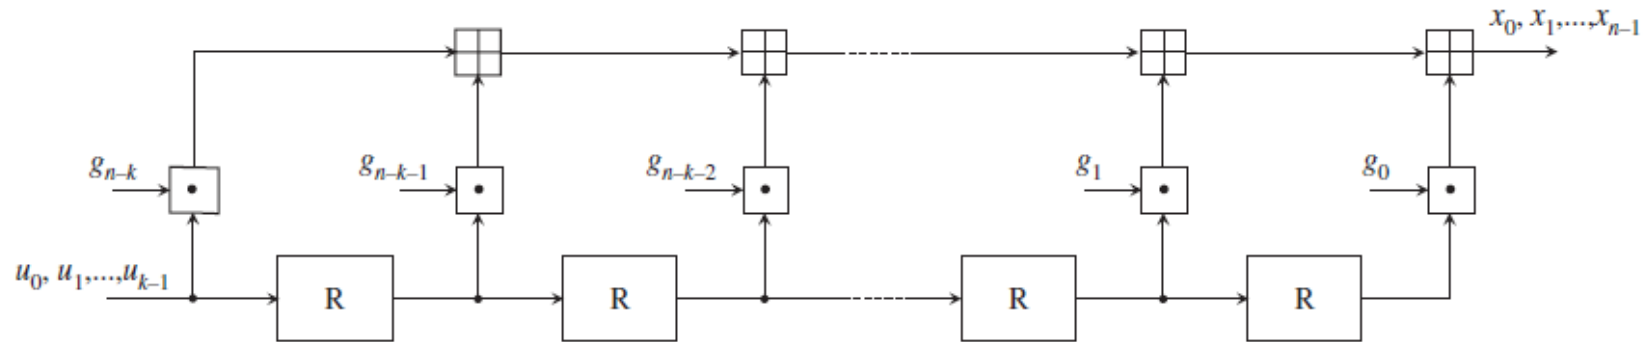 x₀, x₁,...,xₙ₋₁
gₙ₋ₖ gₙ₋ₖ₋₁ gₙ₋ₖ₋₂ g₁ g₀
u₀, u₁,...,uₖ₋₁ R R R R